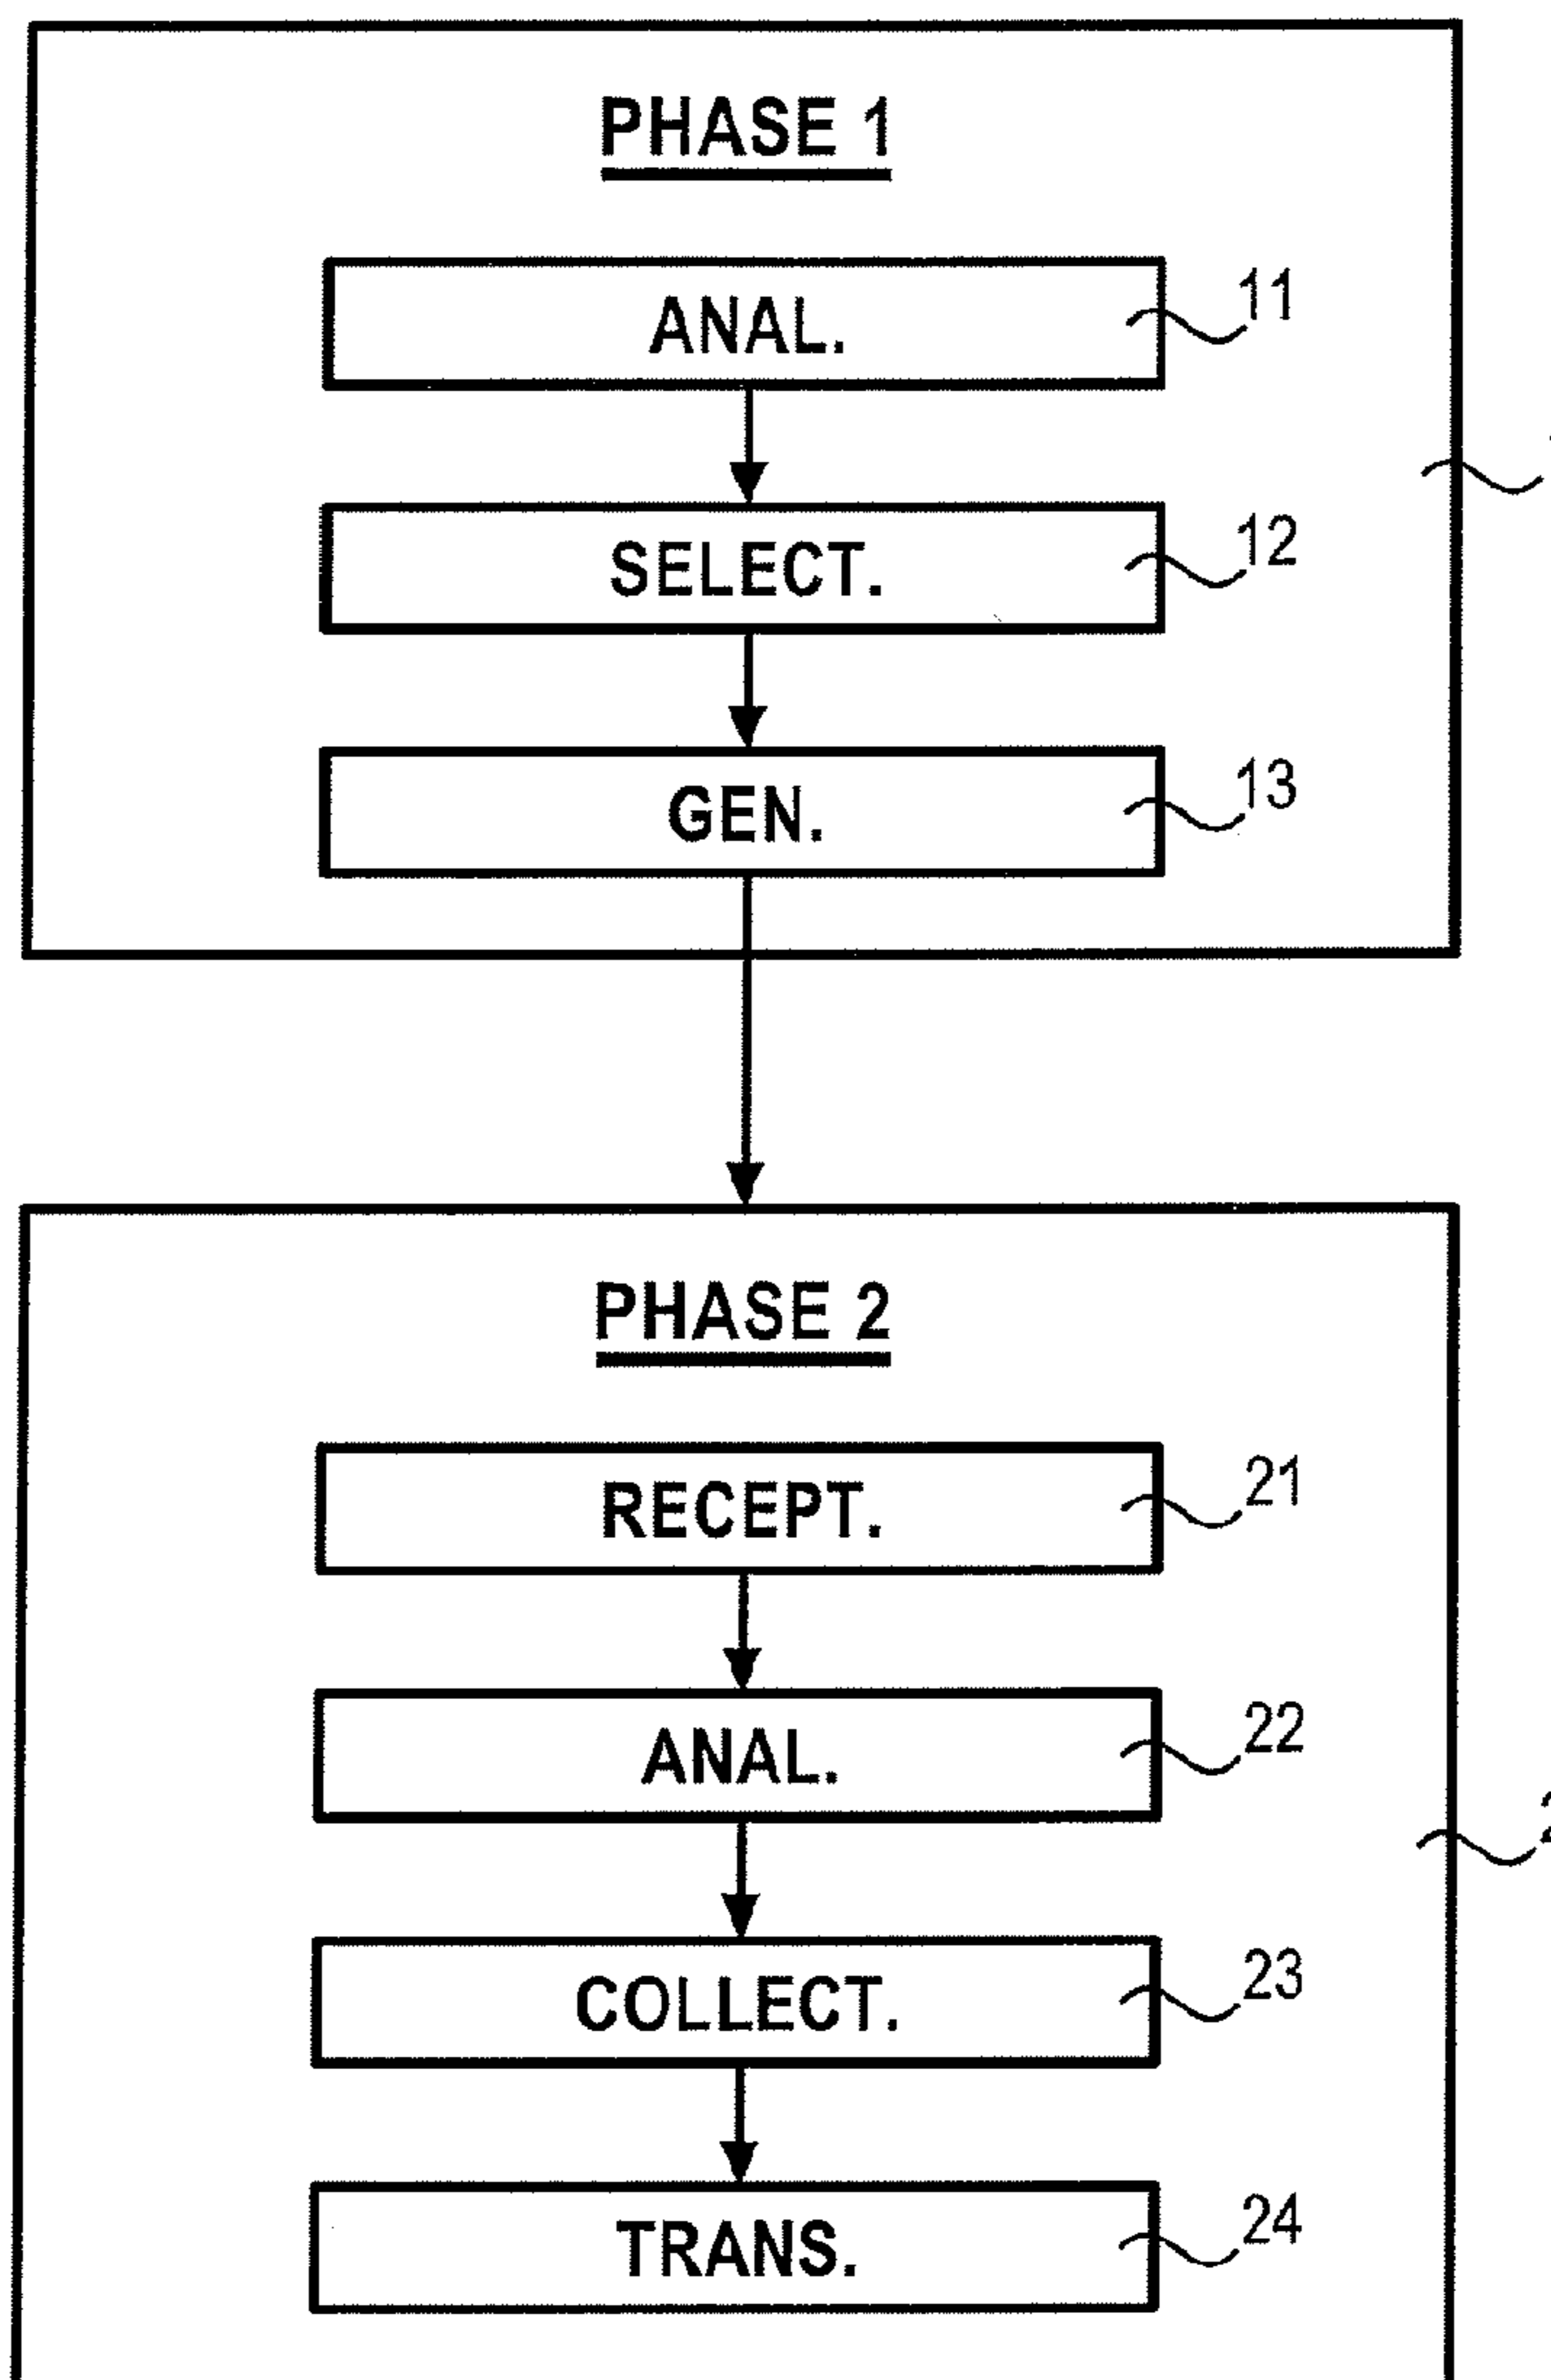 PHASE 1
ANAL.
11
SELECT.
12
GEN.
13
PHASE 2
RECEPT.
21
ANAL.
22
COLLECT.
23
TRANS.
24